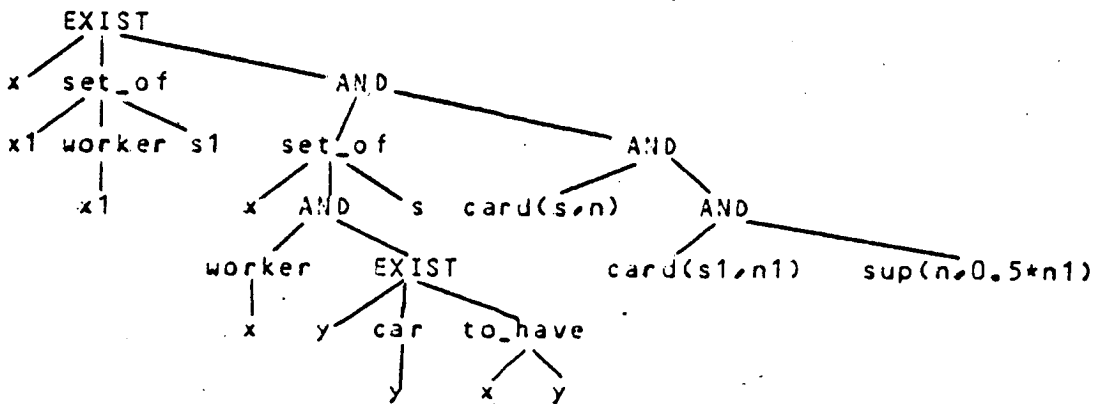 EXIST
x set_of AND
x1 worker s1 set_of AND
x1 x AND s card(s,n) AND
worker EXIST card(s1,n1) sup(n,0.5*n1)
x y car to_have
y x y